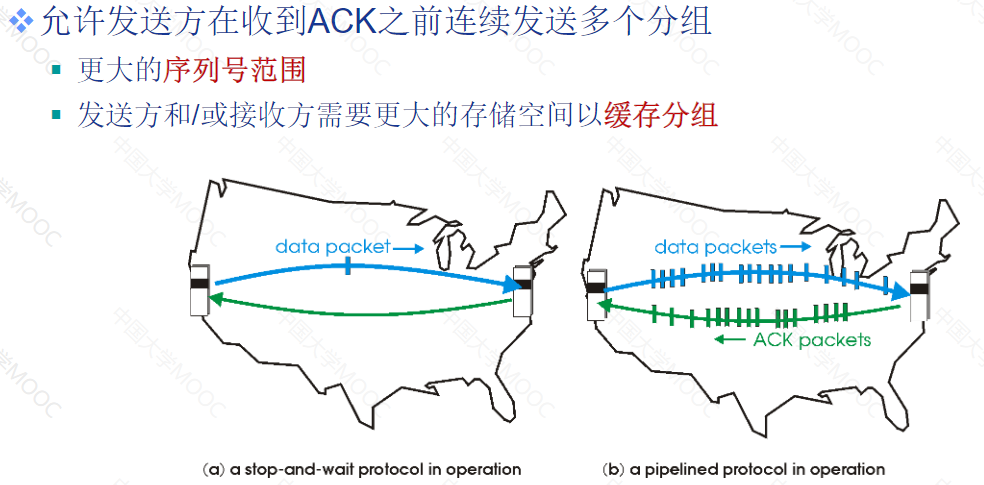 允许发送方在收到ACK之前连续发送多个分组
更大的序列号范围
发送方和/或接收方需要更大的存储空间以缓存分组
data packet
data packets
ACK packets
(a) a stop-and-wait protocol in operation
(b) a pipelined protocol in operation
中国大学MOOC